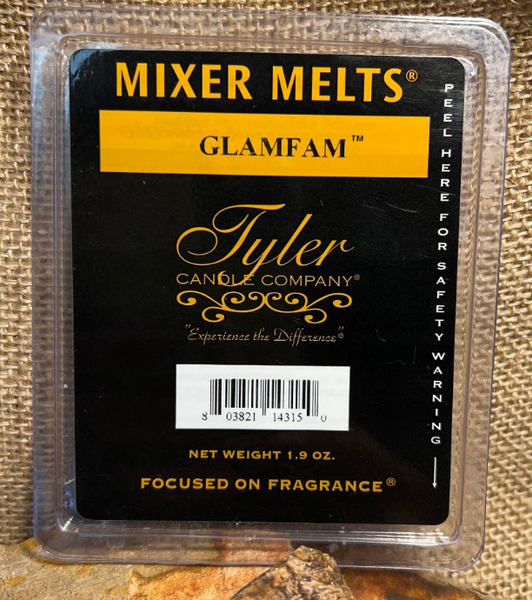 MIXER MELTS®
GLAMFAM™
Tyler
CANDLE COMPANY®
"Experience the Difference"®
8 03821 14315 0
NET WEIGHT 1.9 OZ.
FOCUSED ON FRAGRANCE®
PEEL HERE FOR SAFETY WARNING